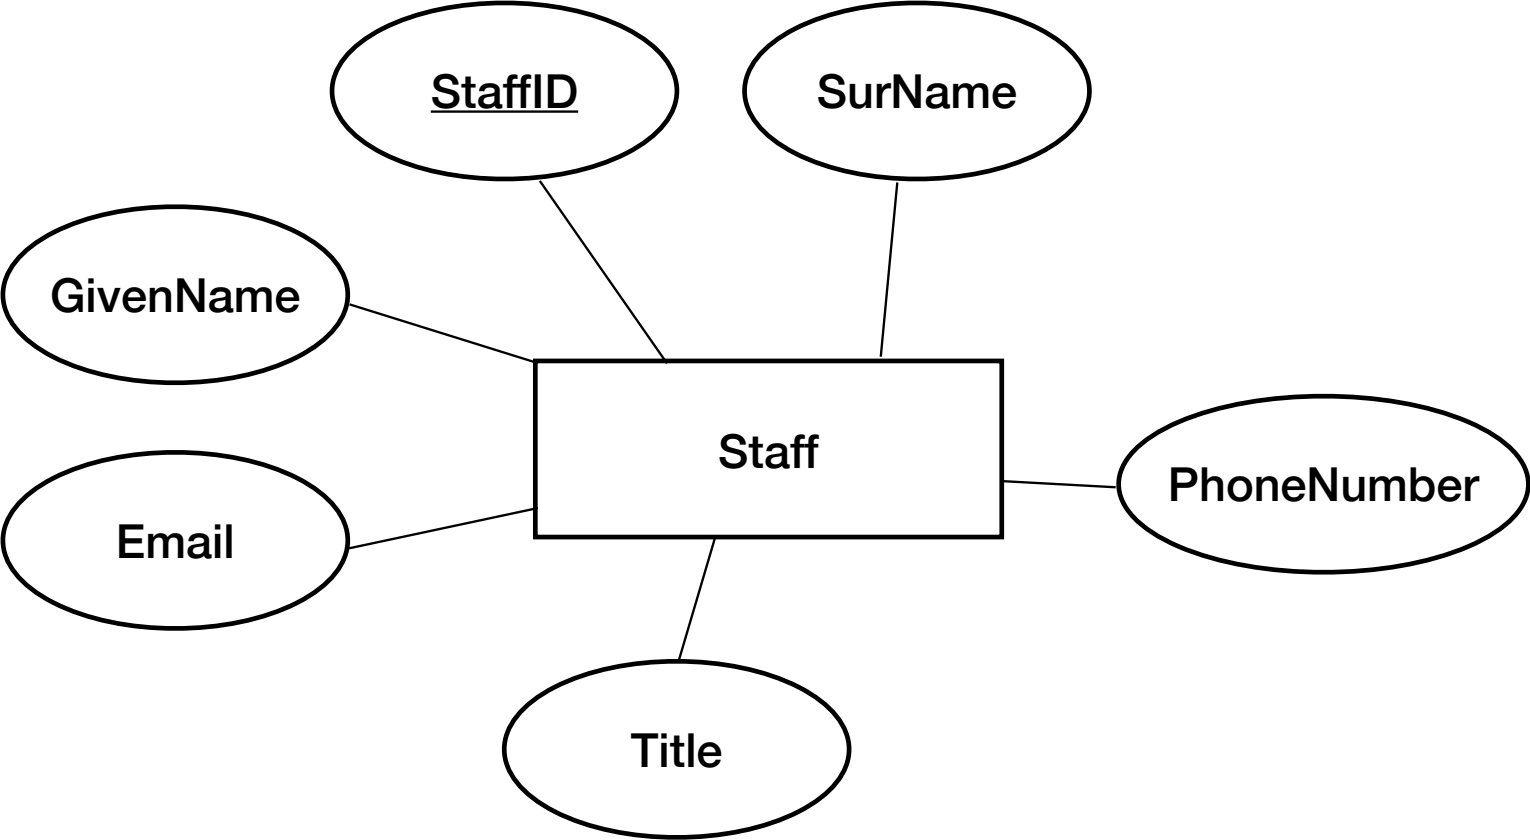 StaffID
SurName
GivenName
Staff
PhoneNumber
Email
Title